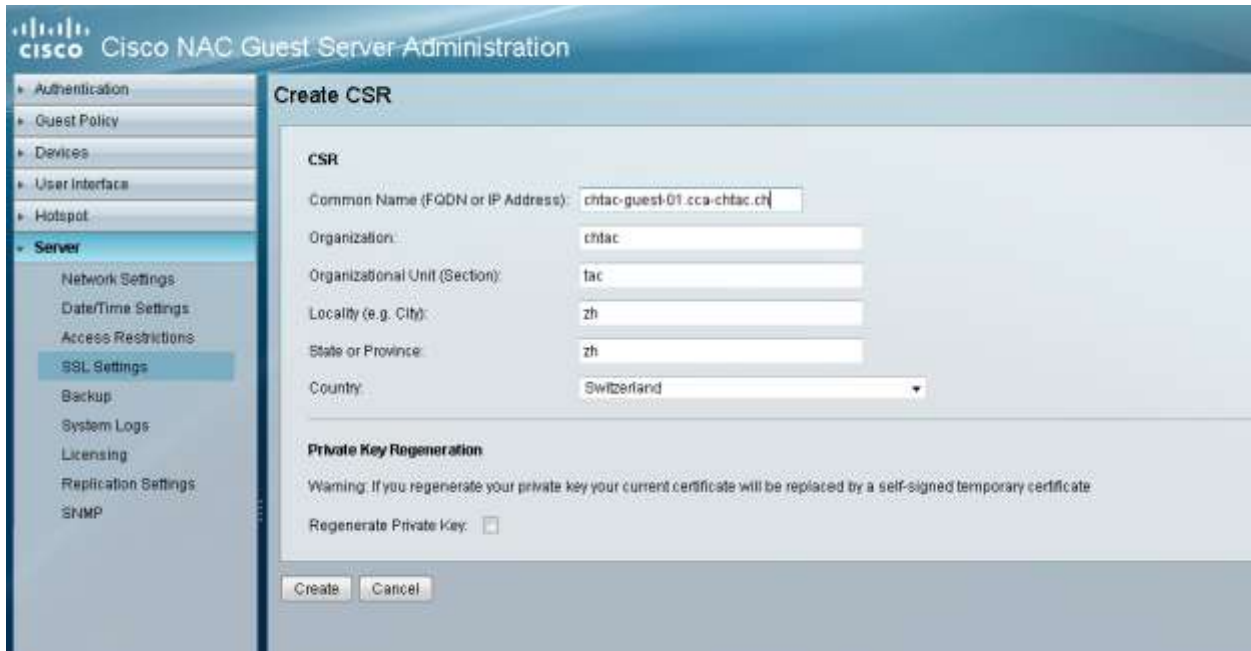 CISCO Cisco NAC Guest Server Administration
Authentication
Guest Policy
Devices
User Interface
Hotspot
Server
Network Settings
Date/Time Settings
Access Restrictions
SSL Settings
Backup
System Logs
Licensing
Replication Settings
SNMP
Create CSR
CSR
Common Name (FQDN or IP Address): chtac-guest-01.cca-chtac.ch
Organization: chtac
Organizational Unit (Section): tac
Locality (e.g. City): zh
State or Province: zh
Country: Switzerland
Private Key Regeneration
Warning: If you regenerate your private key your current certificate will be replaced by a self-signed temporary certificate
Regenerate Private Key:
Create Cancel